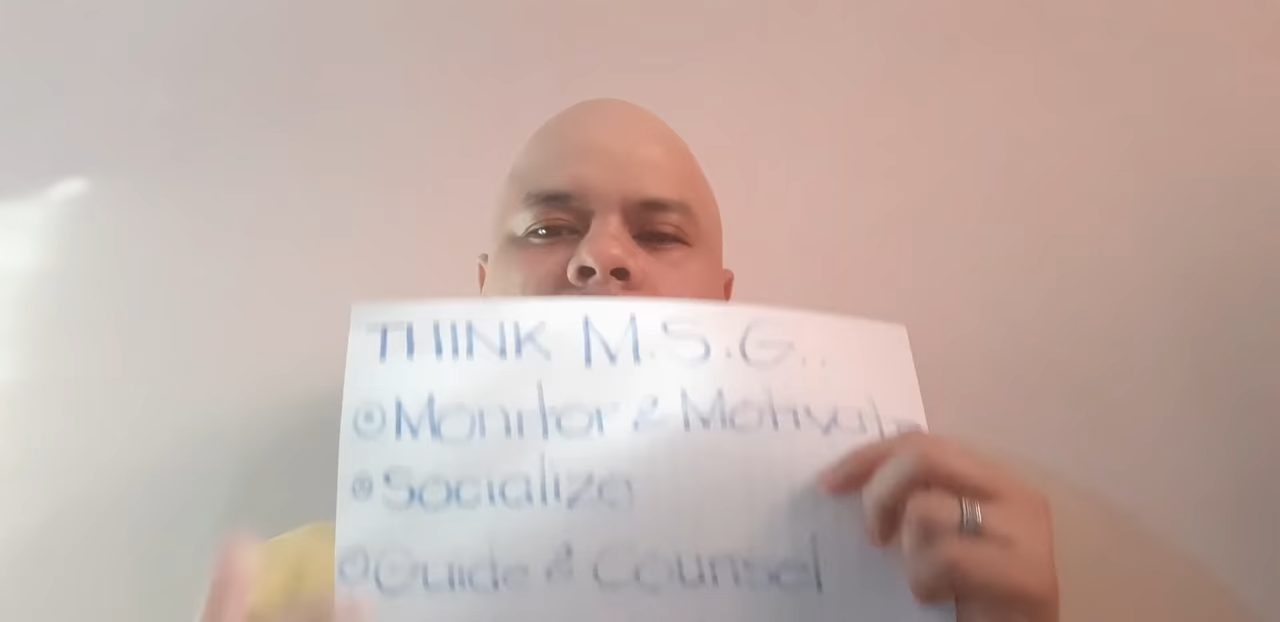 THINK M.S.G...
Monitor & Motivate
Socialize
Guide & Counsel